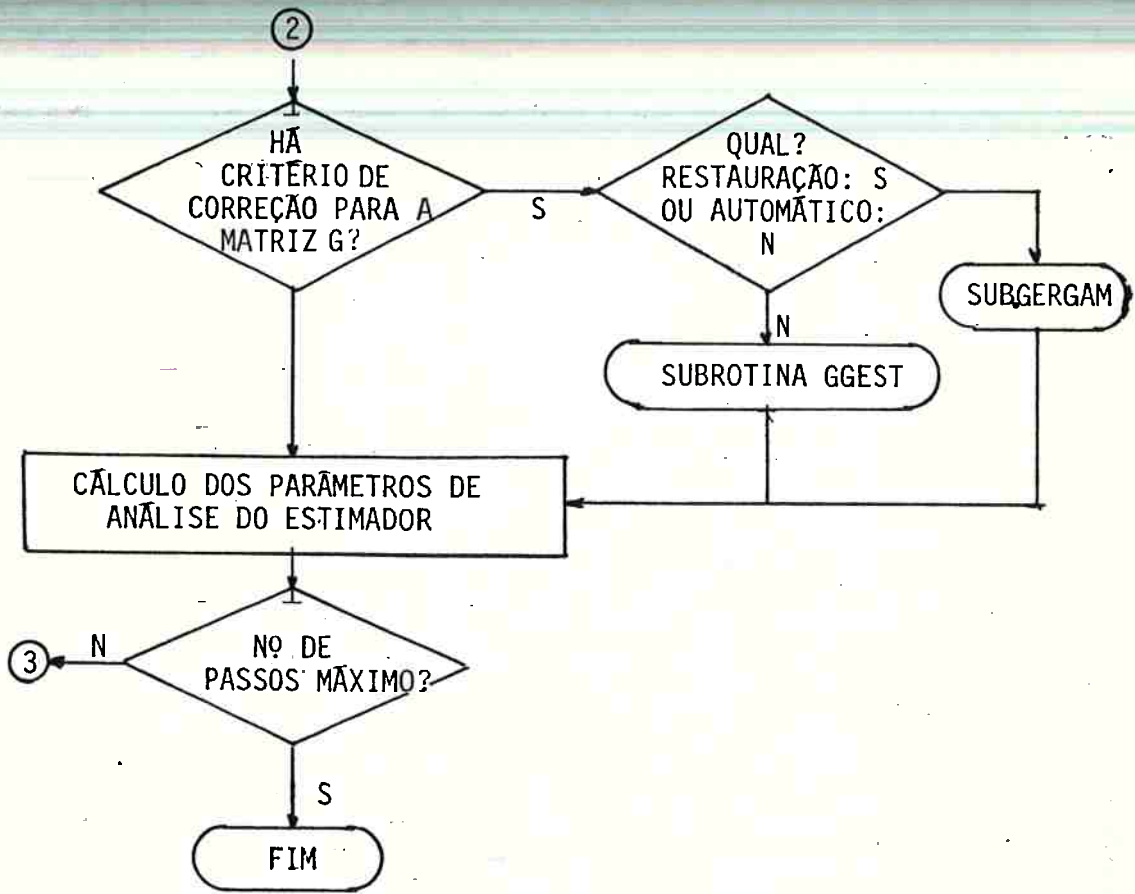 2
HÁ
CRITÉRIO DE
CORREÇÃO PARA A
MATRIZ G?
S
QUAL?
RESTAURAÇÃO: S
OU AUTOMÁTICO:
N
SUBGERGAM
N
SUBROTINA GGEST
CÁLCULO DOS PARÂMETROS DE
ANÁLISE DO ESTIMADOR
3
N
Nº DE
PASSOS MÁXIMO?
S
FIM